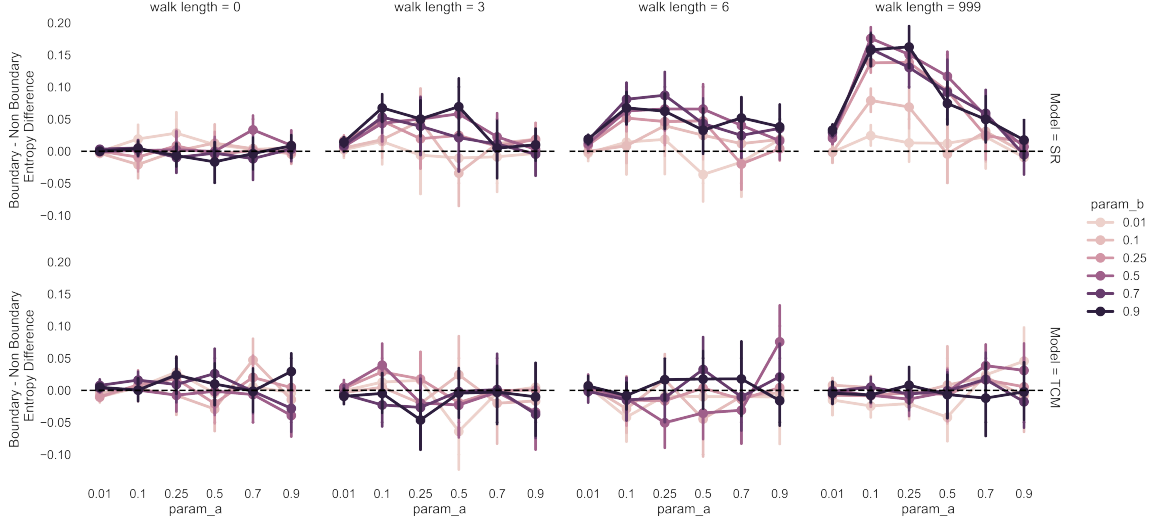 walk length = 0
walk length = 3
walk length = 6
walk length = 999
0.20
0.15
0.10
0.05
0.00
−0.05
−0.10
Boundary - Non Boundary
Entropy Difference
Model = SR
param_b
0.01
0.1
0.25
0.5
0.7
0.9
0.20
0.15
0.10
0.05
0.00
−0.05
−0.10
Boundary - Non Boundary
Entropy Difference
Model = TCM
0.01 0.1 0.25 0.5 0.7 0.9
param_a
0.01 0.1 0.25 0.5 0.7 0.9
param_a
0.01 0.1 0.25 0.5 0.7 0.9
param_a
0.01 0.1 0.25 0.5 0.7 0.9
param_a